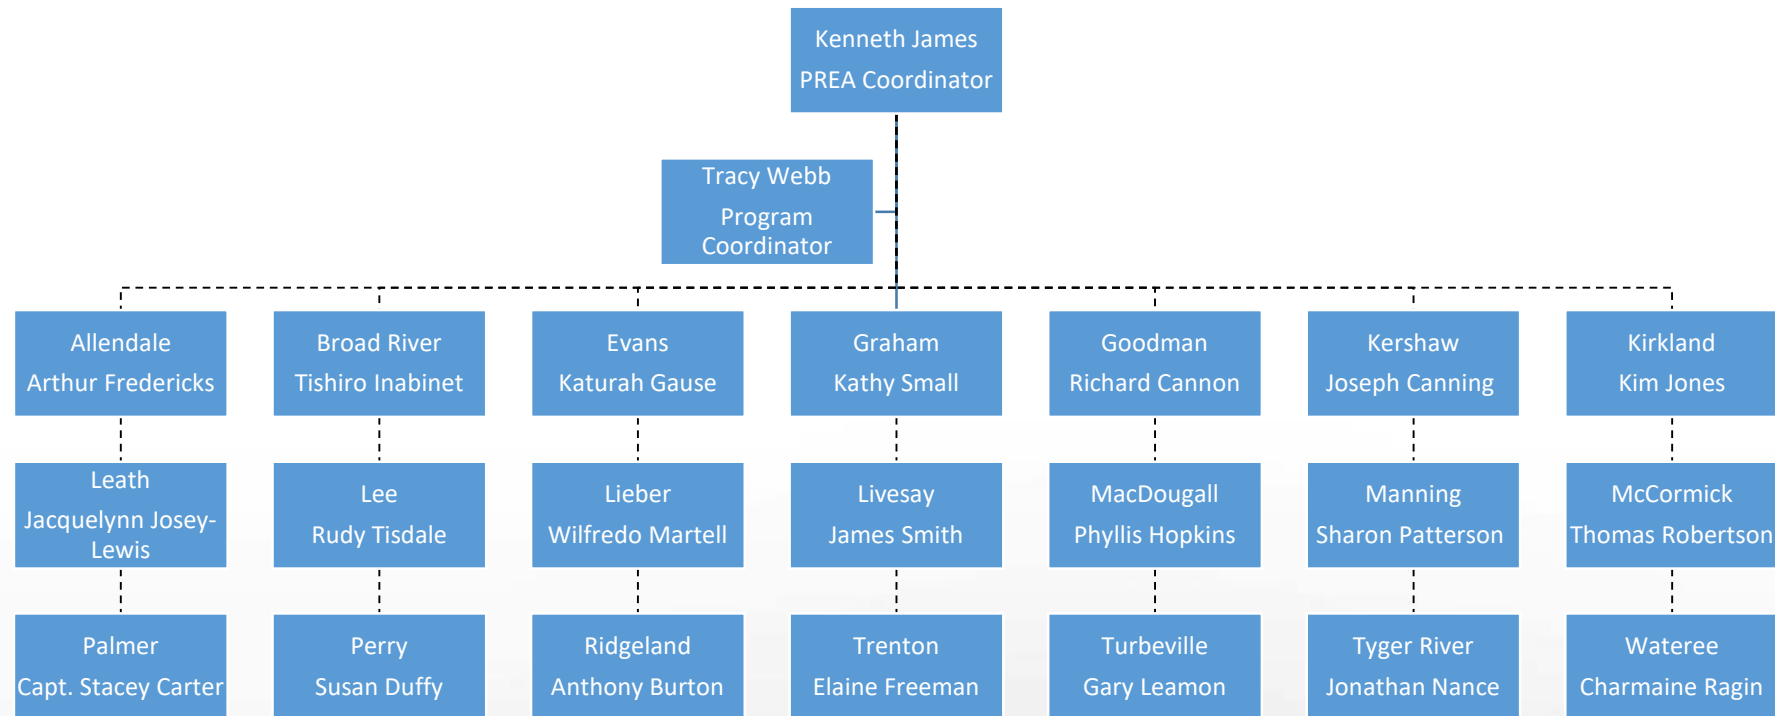 Kenneth James
PREA Coordinator
Tracy Webb
Program
Coordinator
Allendale
Arthur Fredericks
Broad River
Tishiro Inabinet
Evans
Katurah Gause
Graham
Kathy Small
Goodman
Richard Cannon
Kershaw
Joseph Canning
Kirkland
Kim Jones
Leath
Jacquelynn Josey-
Lewis
Lee
Rudy Tisdale
Lieber
Wilfredo Martell
Livesay
James Smith
MacDougall
Phyllis Hopkins
Manning
Sharon Patterson
McCormick
Thomas Robertson
Palmer
Capt. Stacey Carter
Perry
Susan Duffy
Ridgeland
Anthony Burton
Trenton
Elaine Freeman
Turbeville
Gary Leamon
Tyger River
Jonathan Nance
Wateree
Charmaine Ragin